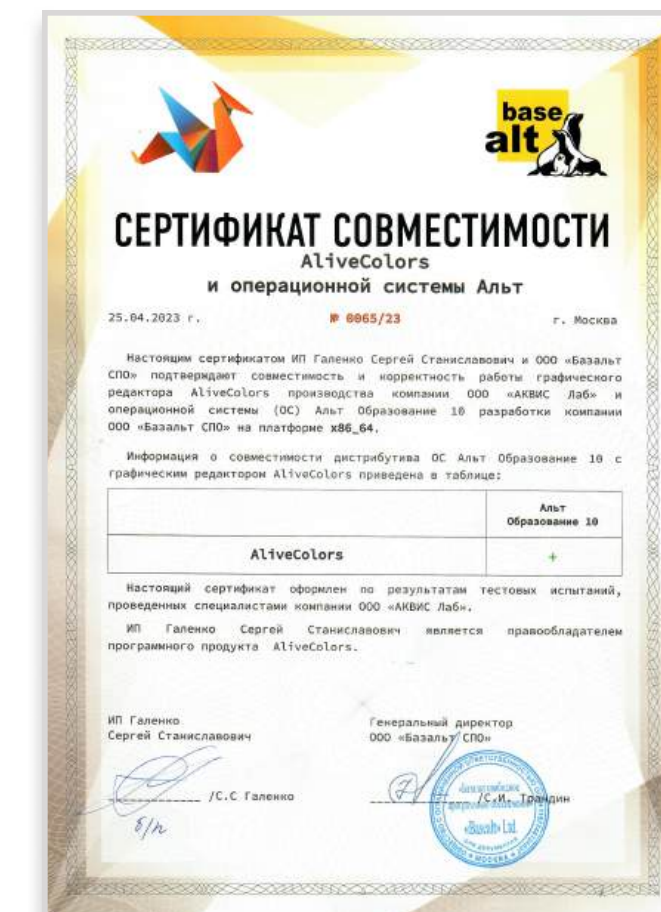 base
alt
СЕРТИФИКАТ СОВМЕСТИМОСТИ
AliveColors
и операционной системы Альт
25.04.2023 г. № 0065/23 г. Москва
Настоящим сертификатом ИП Галенко Сергей Станиславович и ООО «Базальт
СПО» подтверждают совместимость и корректность работы графического
редактора AliveColors производства компании ООО «АКВИС Лаб» и
операционной системы (ОС) Альт Образование 10 разработки компании
ООО «Базальт СПО» на платформе x86_64.
Информация о совместимости дистрибутива ОС Альт Образование 10 с
графическим редактором AliveColors приведена в таблице:
Альт
Образование 10
AliveColors +
Настоящий сертификат оформлен по результатам тестовых испытаний,
проведенных специалистами компании ООО «АКВИС Лаб».
ИП Галенко Сергей Станиславович является правообладателем
программного продукта AliveColors.
ИП Галенко
Сергей Станиславович
Генеральный директор
ООО «Базальт СПО»
/С.С Галенко
/С.И. Трандин
б/п
«Basalt» Ltd.
МОСКВА